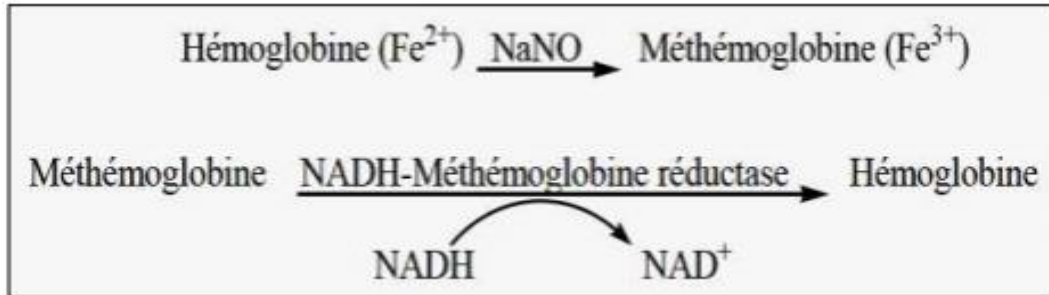 Hémoglobine (Fe²⁺) NaNO Méthémoglobine (Fe³⁺)
Méthémoglobine NADH-Méthémoglobine réductase Hémoglobine
NADH NAD⁺